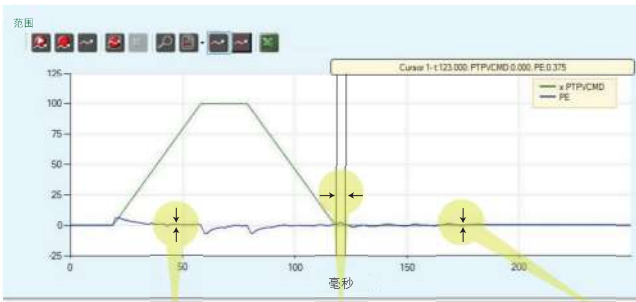 范围
Cursor 1- t:123.000, PTPVCMD:0.000, PE:0.375
x PTPVCMD
PE
125
100
75
50
25
0
-25
0 50 100 150 200
毫秒